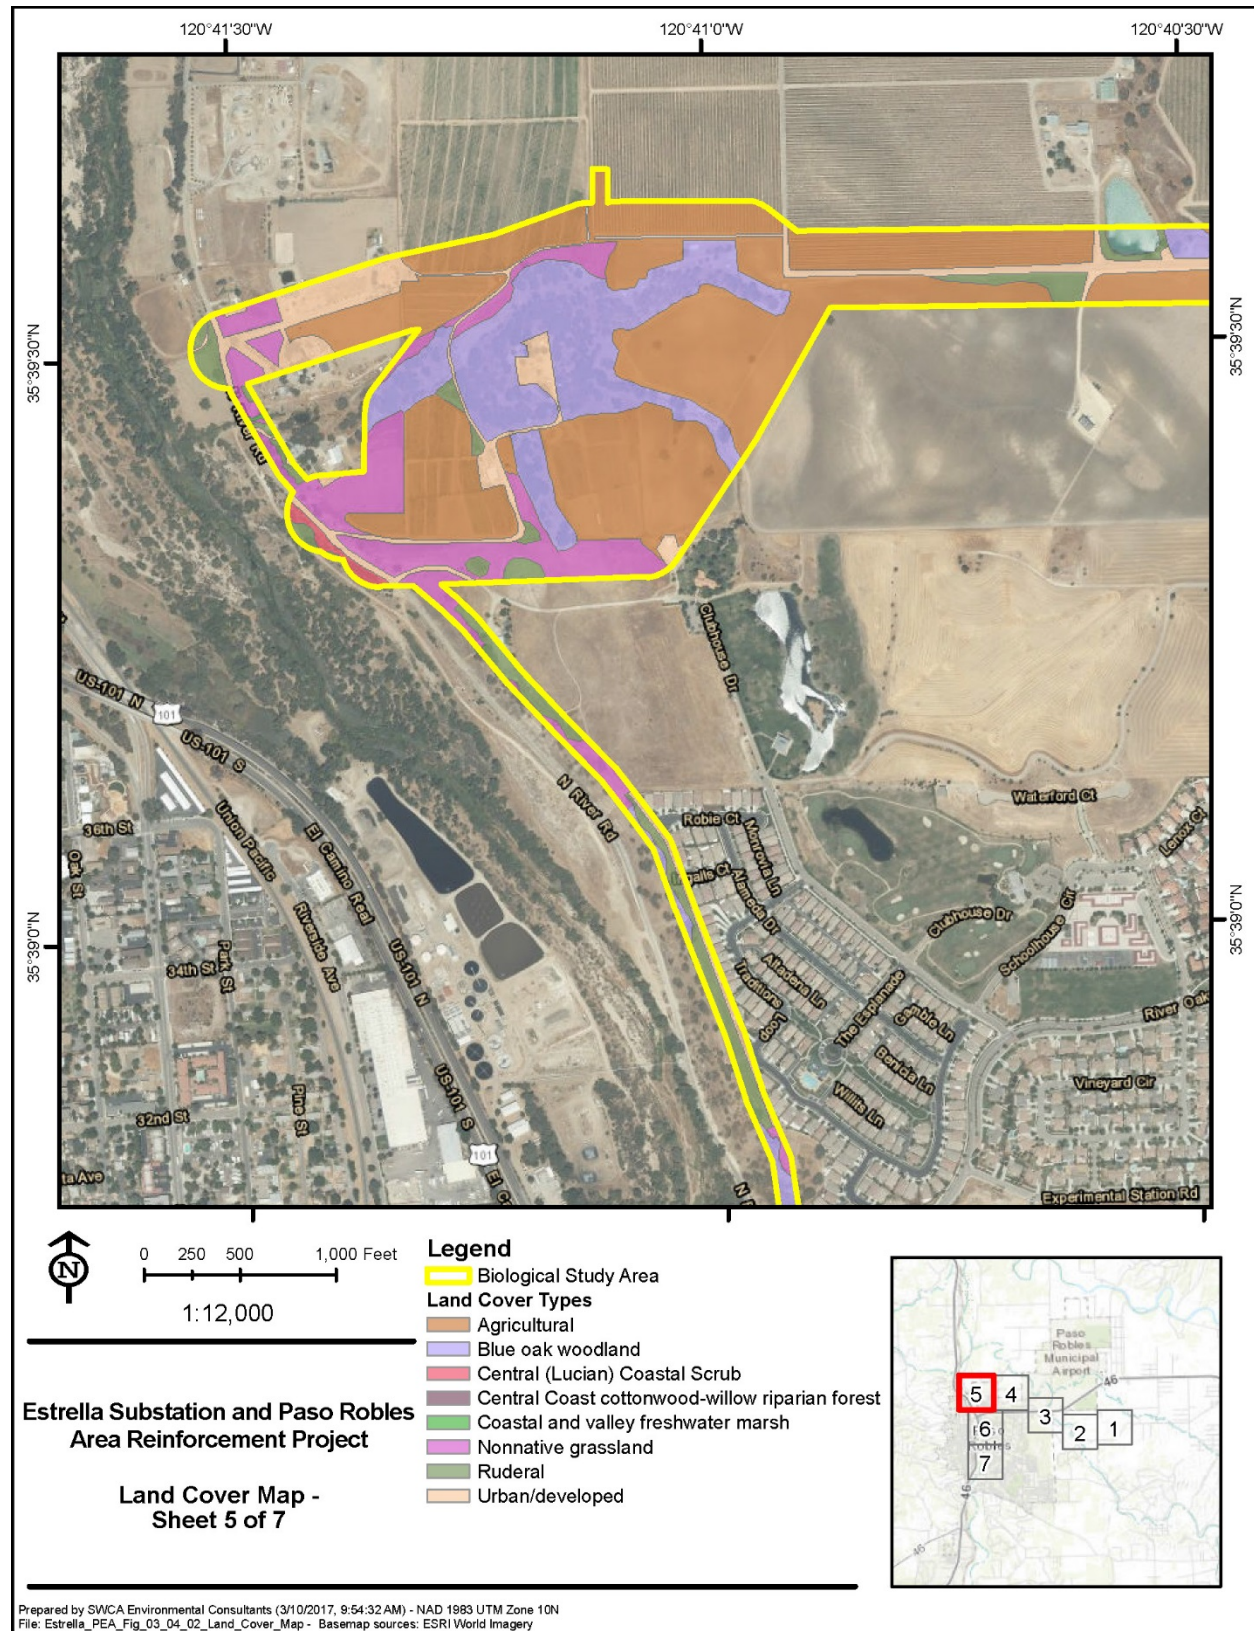 120°41'30"W
120°41'0"W
120°40'30"W
35°39'30"N
35°39'30"N
35°39'0"N
35°39'0"N
River Rd
US-101 N
101
US-101 S
Clubhouse Dr
N River Rd
Waterford Ct
Lenox Ct
36th St
Oak St
Union Pacific
El Camino Real
Robie Ct
Monrovia Ln
Alameda Dr
Clubhouse Dr
Schoolhouse Cir
34th St
Park St
Riverside Ave
US-101 N
Traditions Loop
Altadena Ln
The Esplanade
Gamble Ln
River Oak
Benicia Ln
Willits Ln
Vineyard Cir
32nd St
Pine St
US-101 S
101
ta Ave
El C
Experimental Station Rd
N
0 250 500 1,000 Feet
1:12,000
Estrella Substation and Paso Robles
Area Reinforcement Project
Land Cover Map -
Sheet 5 of 7
Legend
Biological Study Area
Land Cover Types
Agricultural
Blue oak woodland
Central (Lucian) Coastal Scrub
Central Coast cottonwood-willow riparian forest
Coastal and valley freshwater marsh
Nonnative grassland
Ruderal
Urban/developed
Paso
Robles
Municipal
Airport
46
5
4
3
2
1
6
7
46
46
Prepared by SWCA Environmental Consultants (3/10/2017, 9:54:32 AM) - NAD 1983 UTM Zone 10N
File: Estrella_PEA_Fig_03_04_02_Land_Cover_Map - Basemap sources: ESRI World Imagery